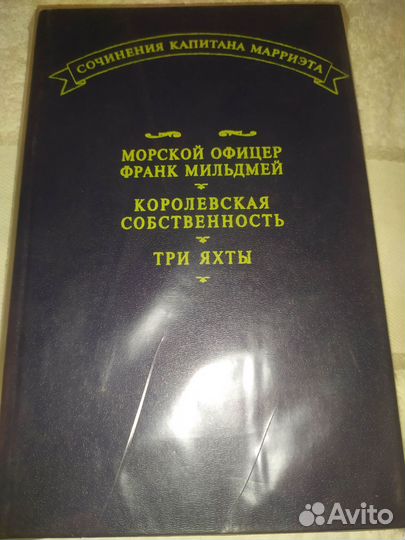 СОЧИНЕНИЯ КАПИТАНА МАРРИЭТА
МОРСКОЙ ОФИЦЕР
ФРАНК МИЛЬДМЕЙ
КОРОЛЕВСКАЯ
СОБСТВЕННОСТЬ
ТРИ ЯХТЫ
Avito